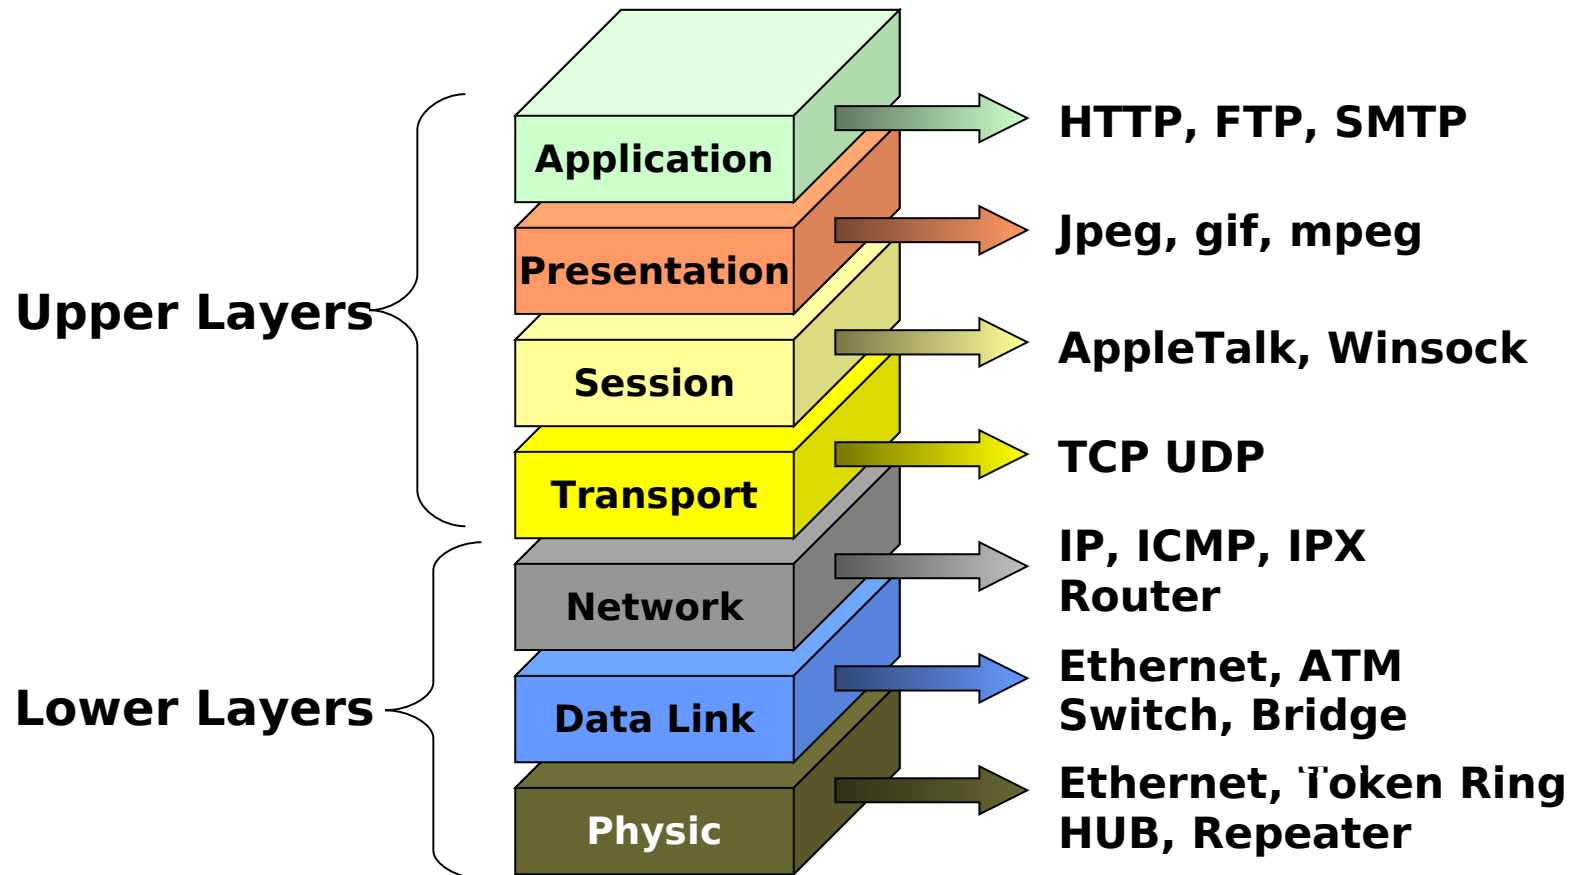 Upper Layers
Lower Layers
Application
HTTP, FTP, SMTP
Presentation
Jpeg, gif, mpeg
Session
AppleTalk, Winsock
Transport
TCP UDP
Network
IP, ICMP, IPX
Router
Data Link
Ethernet, ATM
Switch, Bridge
Physic
Ethernet, Token Ring
HUB, Repeater